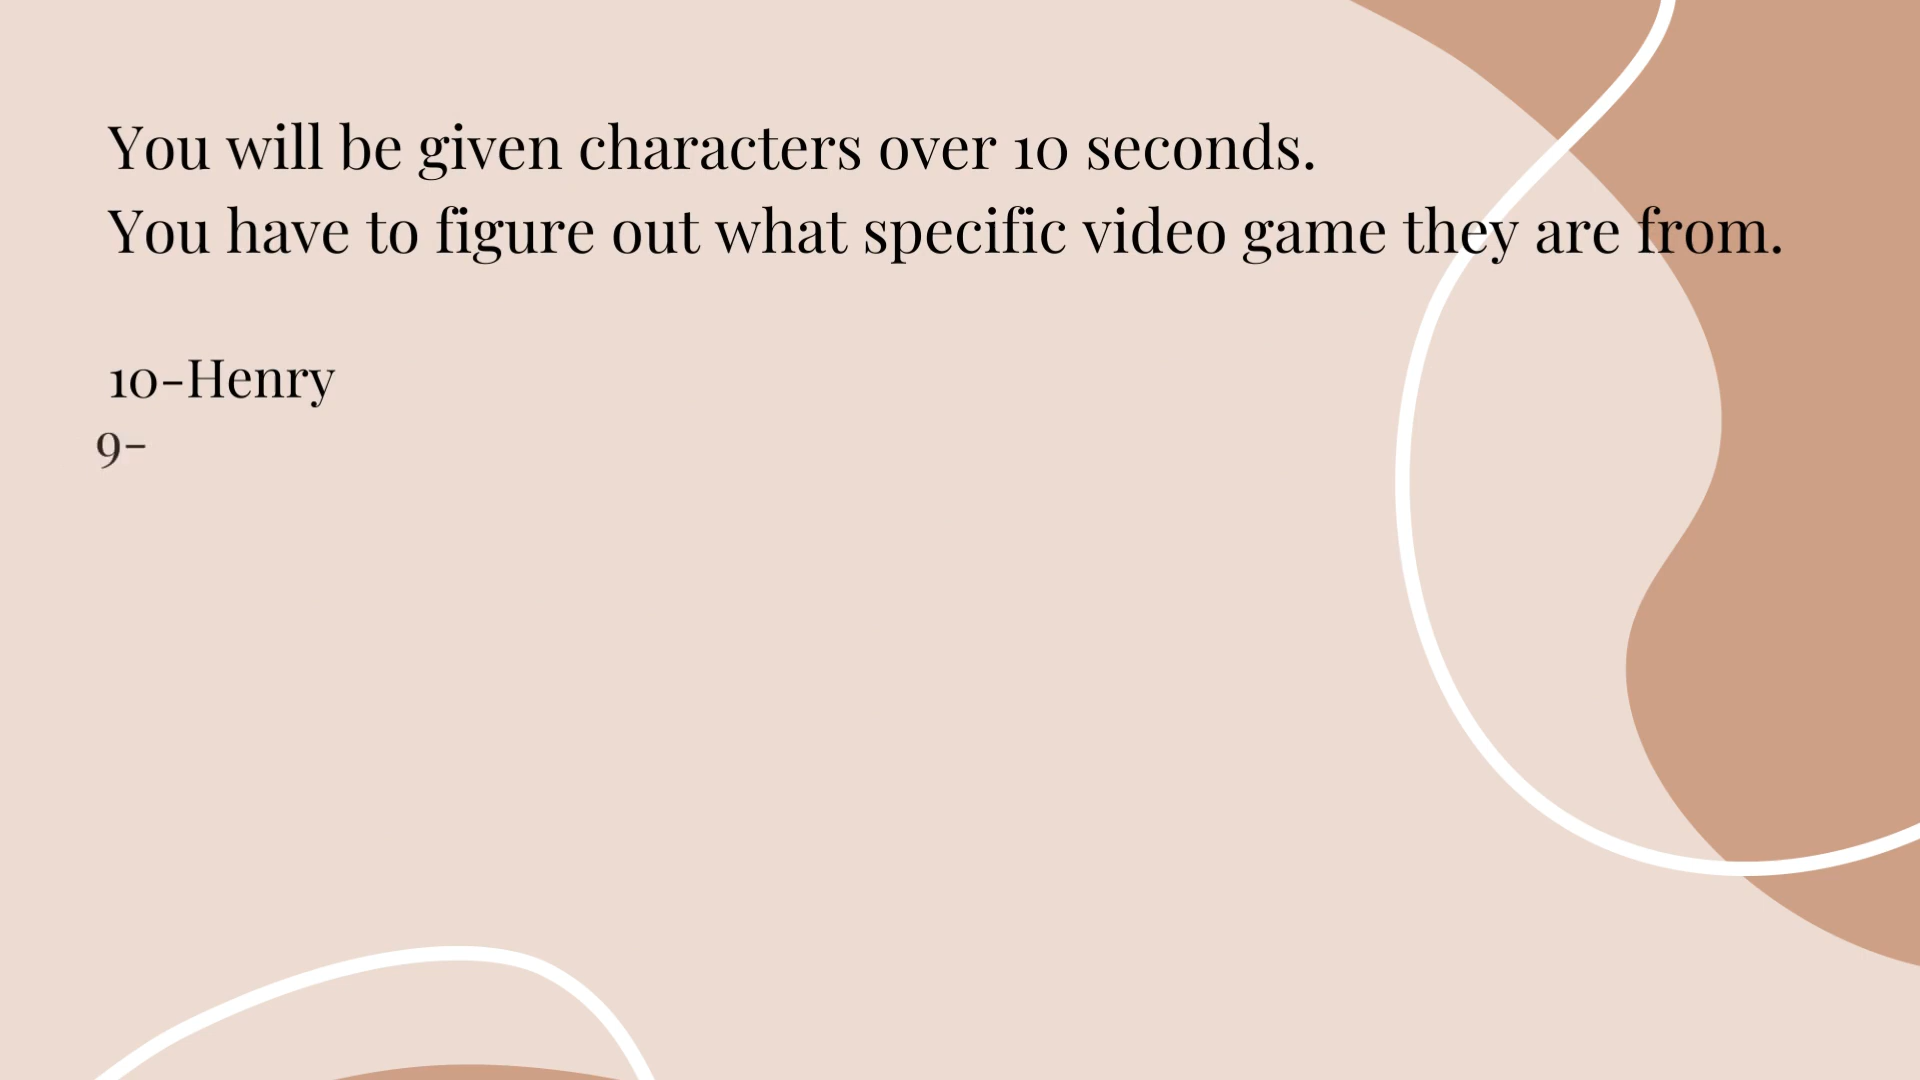 You will be given characters over 10 seconds.
You have to figure out what specific video game they are from.
10-Henry
9-